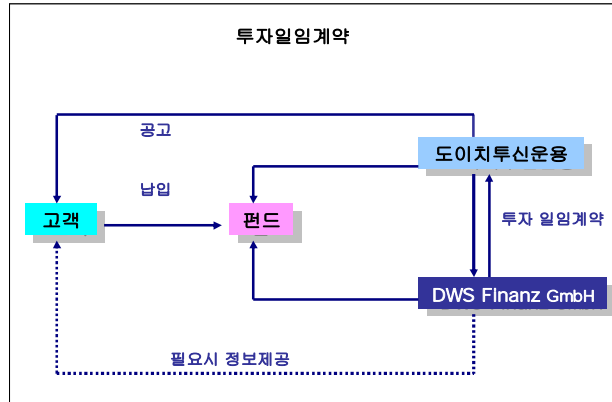 투자일임계약
공고
도이치투신운용
납입
고객
펀드
투자 일임계약
DWS Finanz GmbH
필요시 정보제공